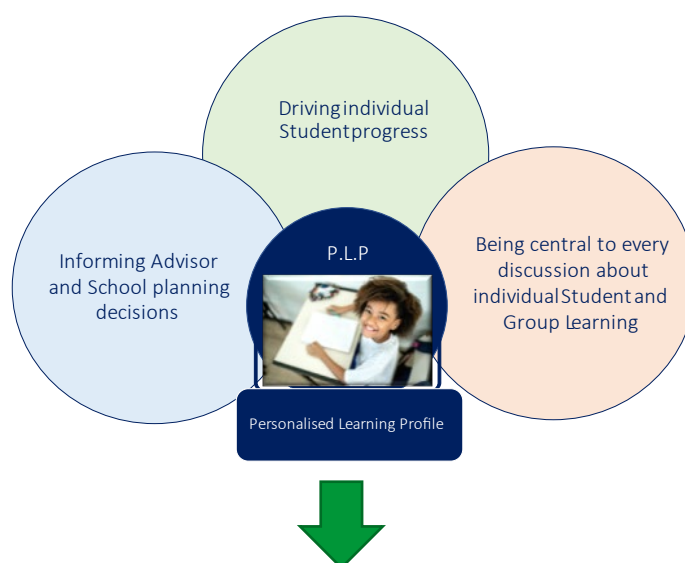 Driving individual
Student progress
Informing Advisor
and School planning
decisions
P.L.P
Being central to every
discussion about
individual Student and
Group Learning
Personalised Learning Profile